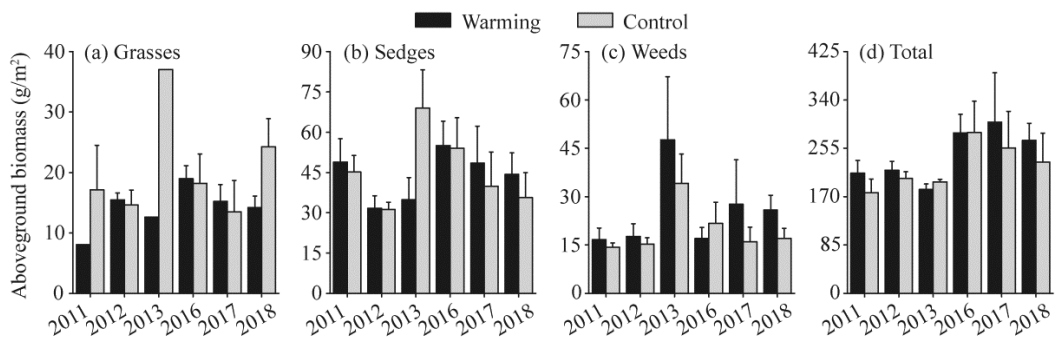 Warming Control
Aboveground biomass (g/m²)
(a) Grasses
40
30
20
10
0
2011 2012 2013 2016 2017 2018
(b) Sedges
90
75
60
45
30
15
0
2011 2012 2013 2016 2017 2018
(c) Weeds
75
60
45
30
15
0
2011 2012 2013 2016 2017 2018
(d) Total
425
340
255
170
85
0
2011 2012 2013 2016 2017 2018